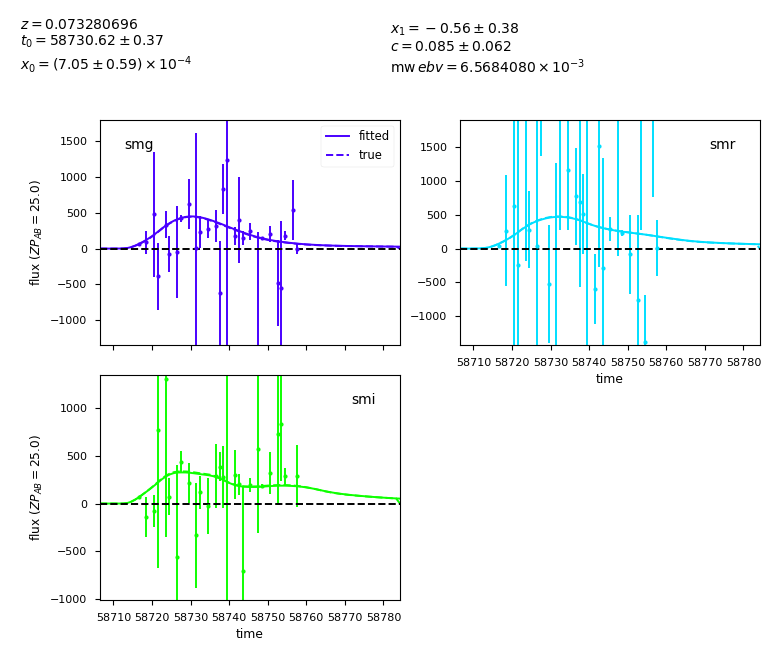 z = 0.073280696
t₀ = 58730.62 ± 0.37
x₀ = (7.05 ± 0.59) × 10⁻⁴
x₁ = −0.56 ± 0.38
c = 0.085 ± 0.062
mw ebv = 6.5684080 × 10⁻³
flux (ZP_AB = 25.0)
1500
1000
500
0
−500
−1000
smg
fitted
true
1500
1000
500
0
−500
−1000
smr
58710 58720 58730 58740 58750 58760 58770 58780
time
flux (ZP_AB = 25.0)
1000
500
0
−500
−1000
smi
58710 58720 58730 58740 58750 58760 58770 58780
time